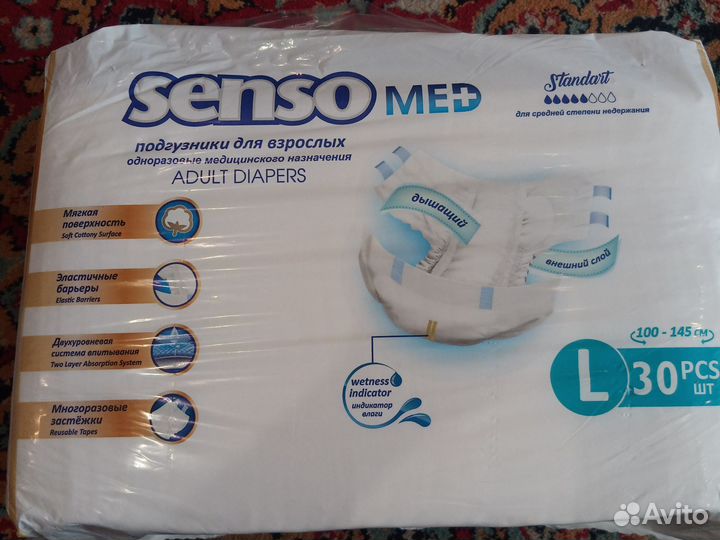 senso MED
Standart
для средней степени недержания
подгузники для взрослых
одноразовые медицинского назначения
ADULT DIAPERS
Мягкая
поверхность
Soft Cottony Surface
Эластичные
барьеры
Elastic Barriers
Двухуровневая
система впитывания
Two Layer Absorption System
Многоразовые
застёжки
Reusable Tapes
дышащий
внешний слой
wetness
indicator
индикатор
влаги
100 - 145 см
L 30 PCS
ШТ
Avito